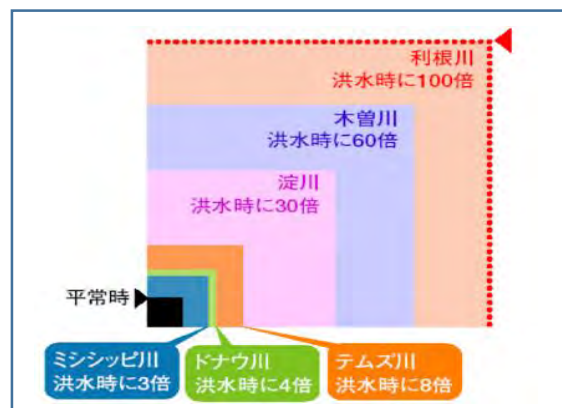 利根川
洪水時に100倍
木曽川
洪水時に60倍
淀川
洪水時に30倍
平常時
ミシシッピ川
洪水時に3倍
ドナウ川
洪水時に4倍
テムズ川
洪水時に8倍